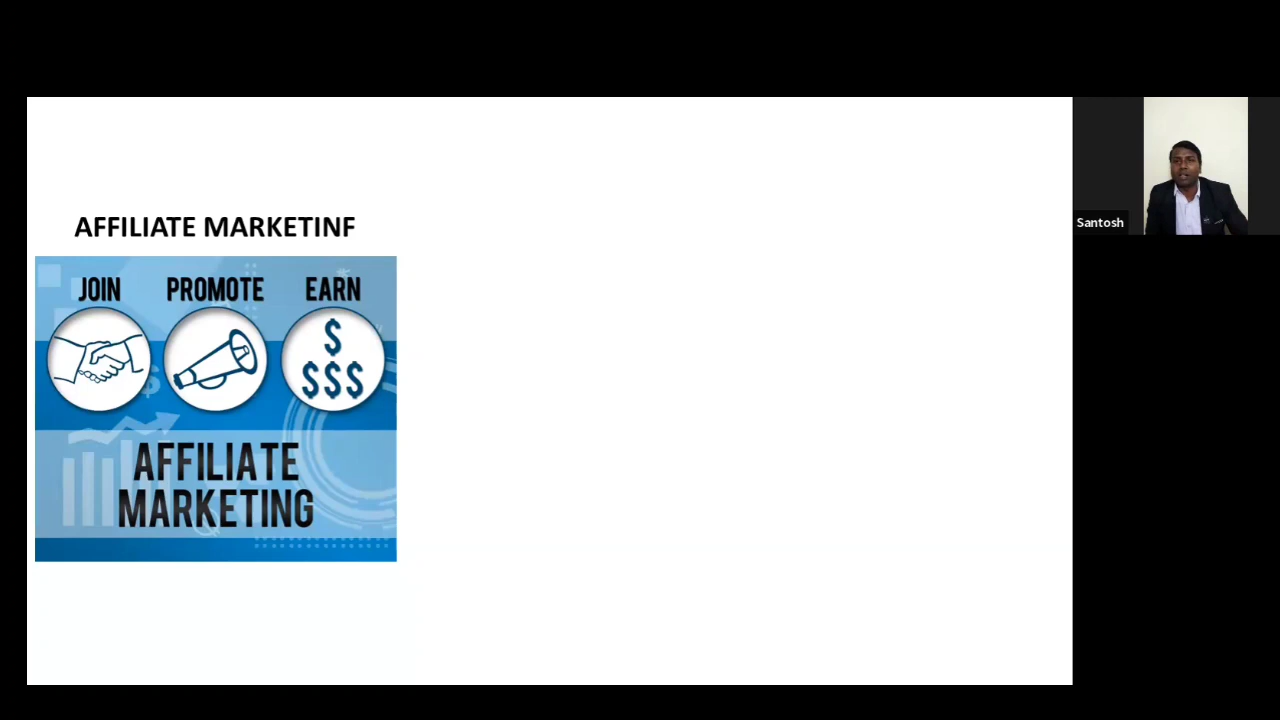 AFFILIATE MARKETINF
JOIN PROMOTE EARN
$
$$$
AFFILIATE
MARKETING
Santosh